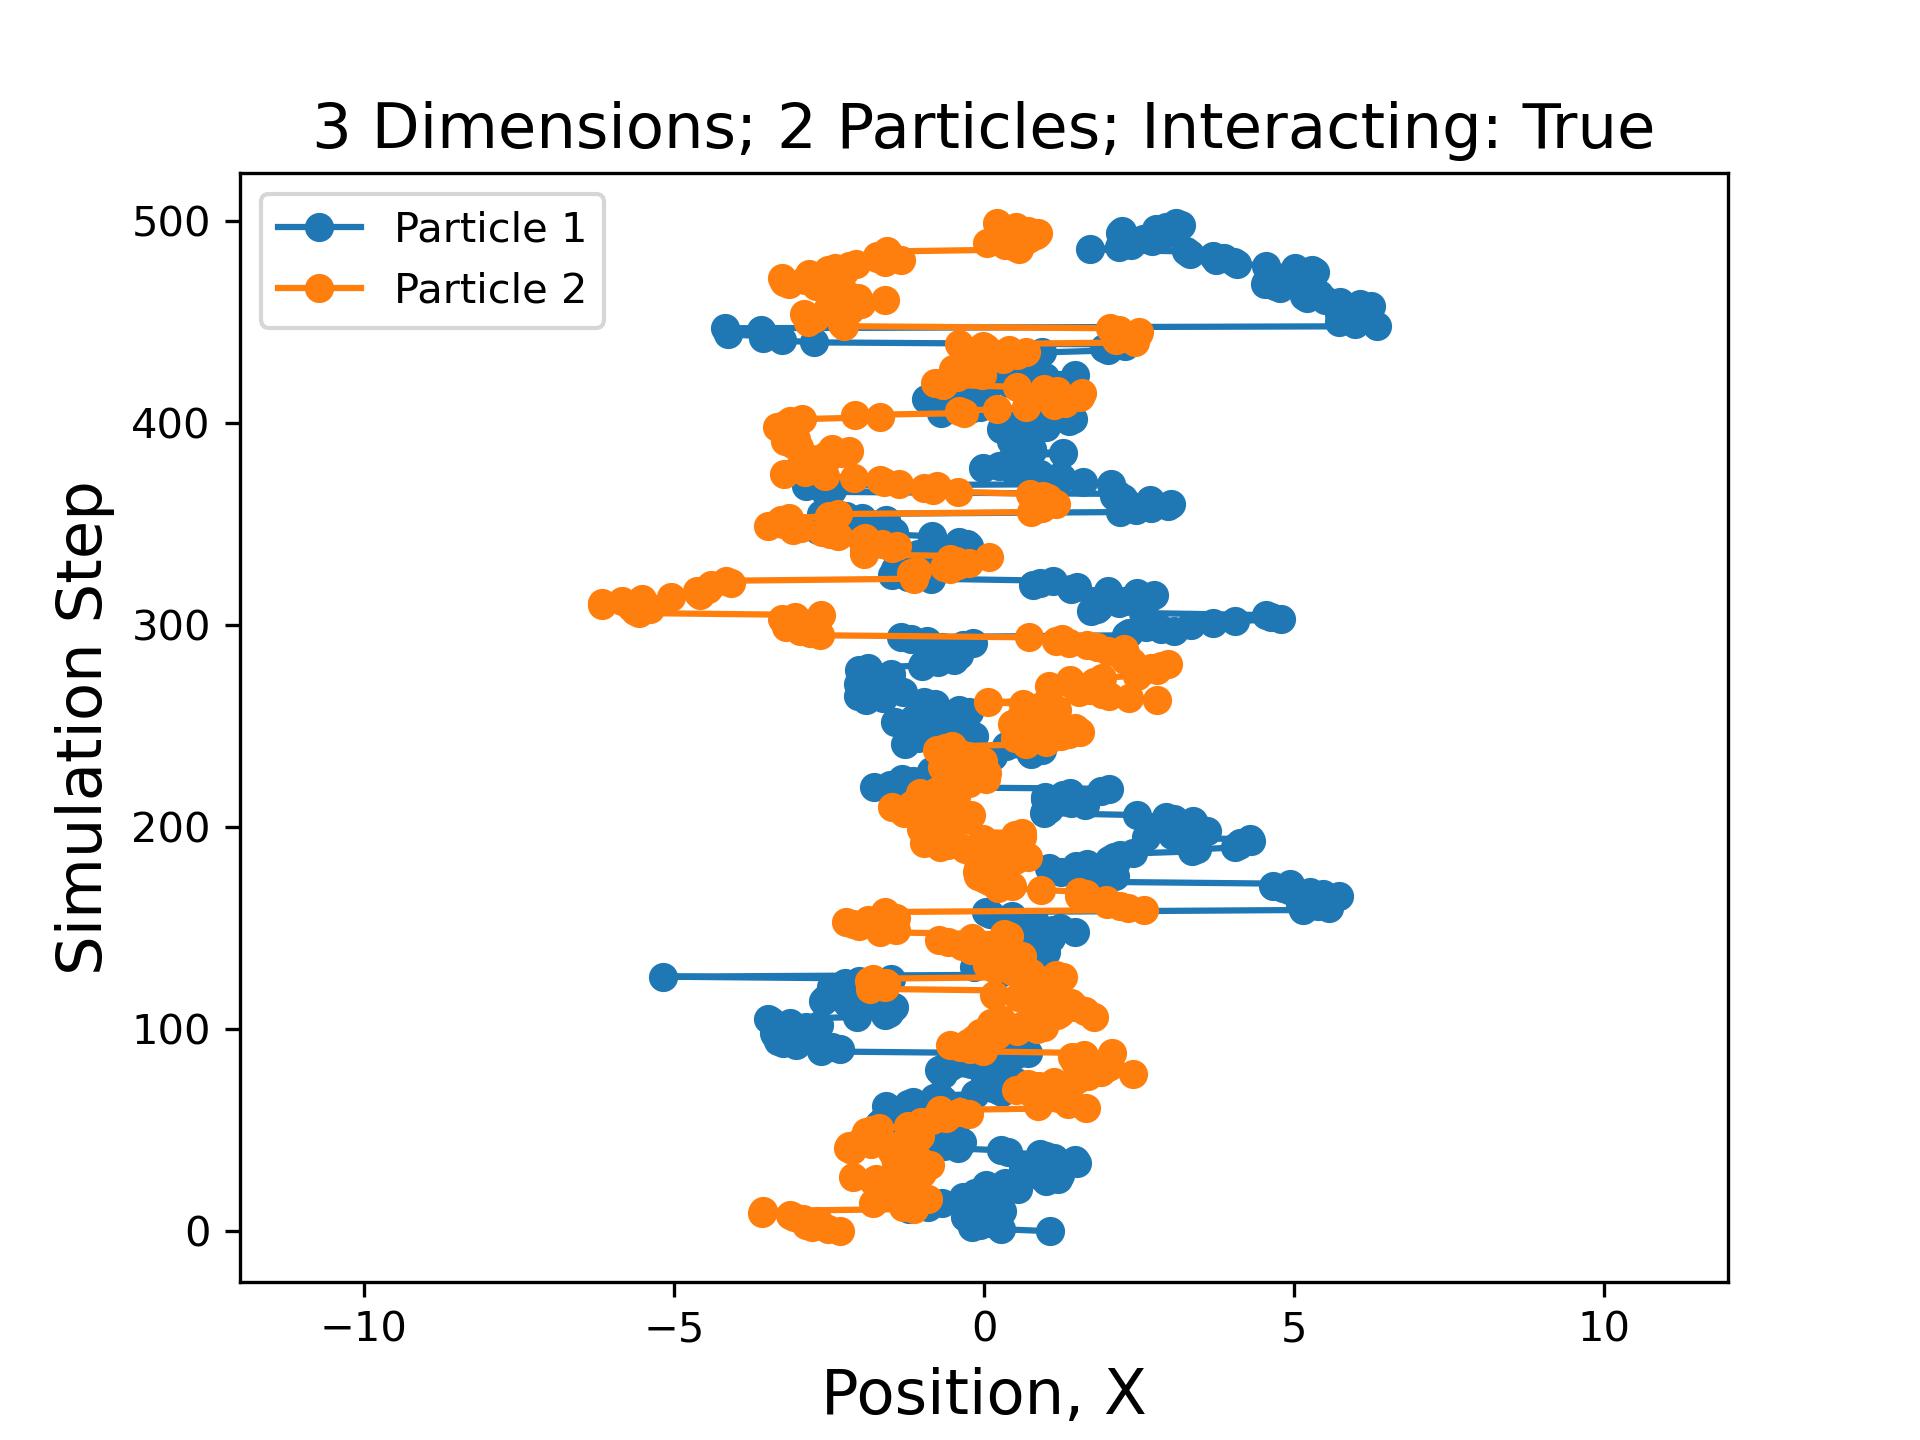 3 Dimensions; 2 Particles; Interacting: True
Particle 1
Particle 2
500
400
300
200
100
0
Simulation Step
−10
−5
0
5
10
Position, X